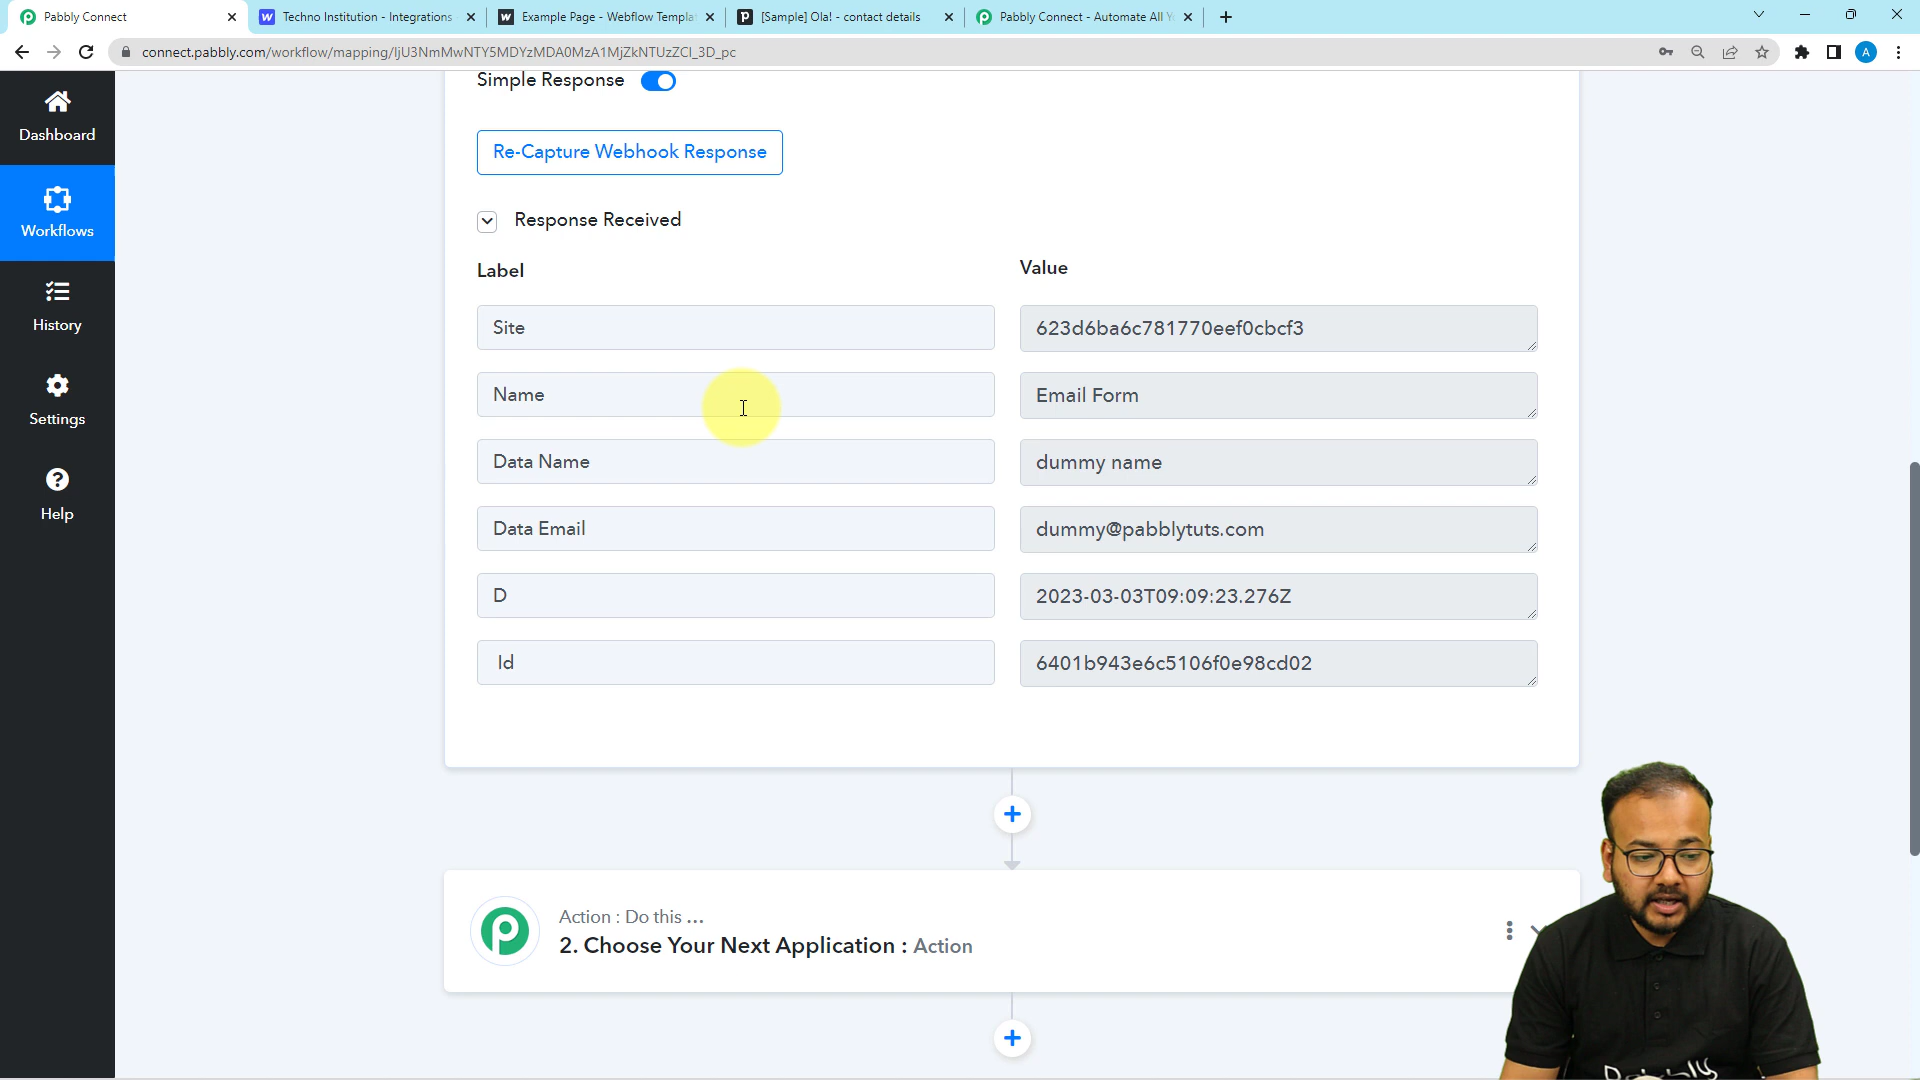 Pabbly Connect
Techno Institution - Integrations
Example Page - Webflow Templa
[Sample] Ola! - contact details
Pabbly Connect - Automate All Y
connect.pabbly.com/workflow/mapping/IjU3NmMwNTY5MDYzMDA0MzA1MjZkNTUzZCI_3D_pc
A
Dashboard
Workflows
History
Settings
Help
Simple Response
Re-Capture Webhook Response
Response Received
Label
Value
Site
623d6ba6c781770eef0cbcf3
Name
Email Form
Data Name
dummy name
Data Email
dummy@pabblytuts.com
D
2023-03-03T09:09:23.276Z
Id
6401b943e6c5106f0e98cd02
Action : Do this ...
2. Choose Your Next Application : Action
Pabbly